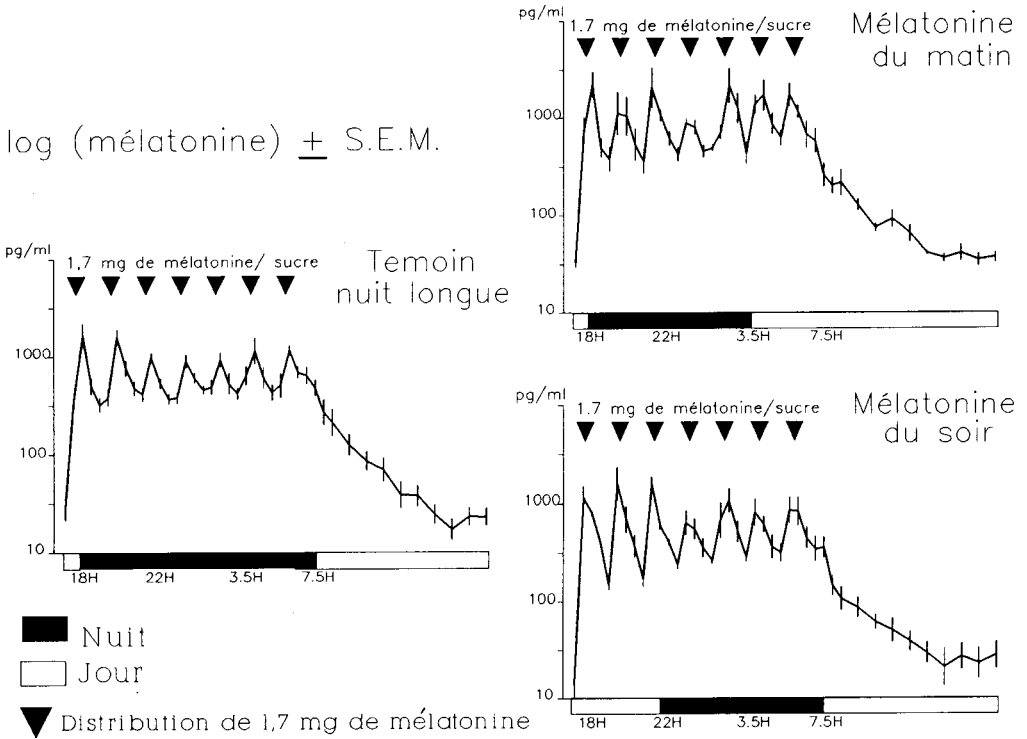 log (mélatonine) ± S.E.M.
pg/ml
1,7 mg de mélatonine/ sucre
Temoin
nuit longue
1000
100
10
18H 22H 3.5H 7.5H
Nuit
Jour
Distribution de 1,7 mg de mélatonine
pg/ml
1,7 mg de mélatonine/sucre
Mélatonine
du matin
1000
100
10
18H 22H 3.5H 7.5H
pg/ml
1.7 mg de mélatonine/sucre
Mélatonine
du soir
1000
100
10
18H 22H 3.5H 7.5H